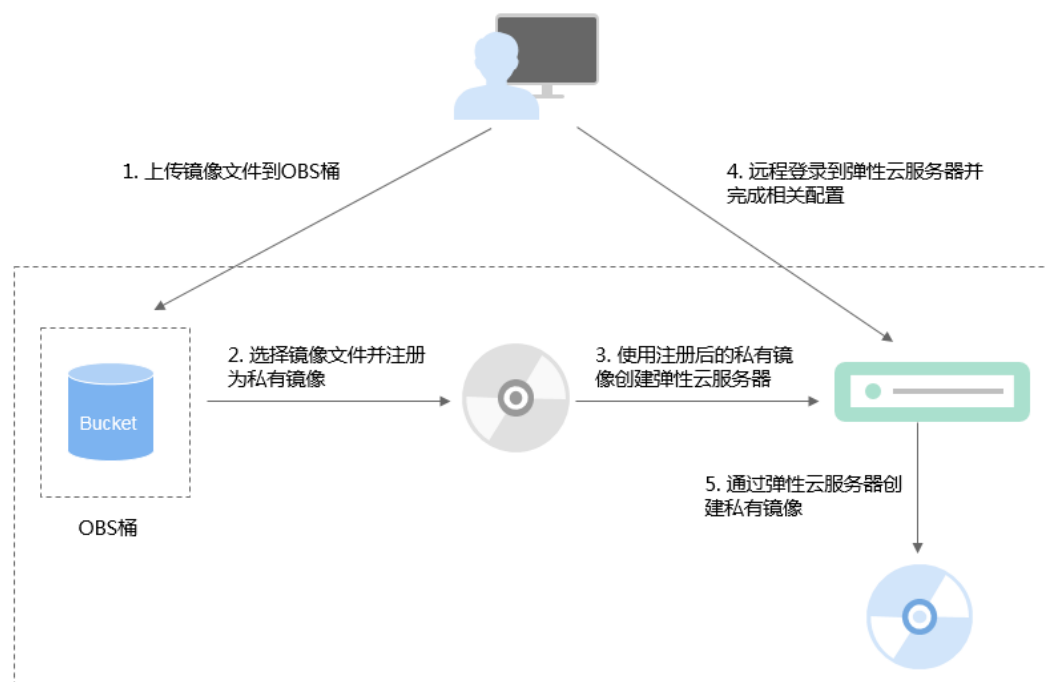 1. 上传镜像文件到OBS桶
4. 远程登录到弹性云服务器并
完成相关配置
2. 选择镜像文件并注册
为私有镜像
3. 使用注册后的私有镜
像创建弹性云服务器
Bucket
OBS桶
5. 通过弹性云服务器创
建私有镜像